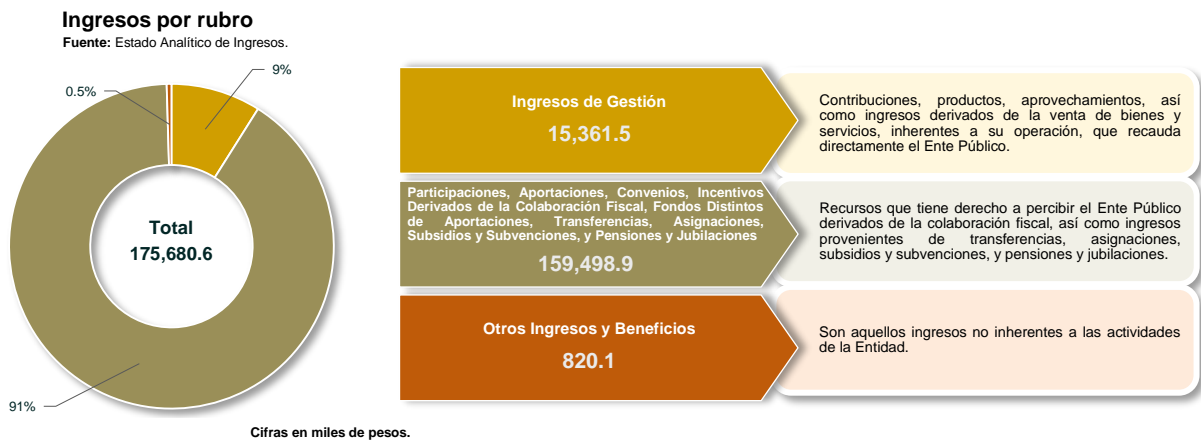 Ingresos por rubro
Fuente: Estado Analítico de Ingresos.
9%
0.5%
Total
175,680.6
91%
Ingresos de Gestión
15,361.5
Contribuciones, productos, aprovechamientos, así
como ingresos derivados de la venta de bienes y
servicios, inherentes a su operación, que recauda
directamente el Ente Público.
Participaciones, Aportaciones, Convenios, Incentivos
Derivados de la Colaboración Fiscal, Fondos Distintos
de Aportaciones, Transferencias, Asignaciones,
Subsidios y Subvenciones, y Pensiones y Jubilaciones
159,498.9
Recursos que tiene derecho a percibir el Ente Público
derivados de la colaboración fiscal, así como ingresos
provenientes de transferencias, asignaciones,
subsidios y subvenciones, y pensiones y jubilaciones.
Otros Ingresos y Beneficios
820.1
Son aquellos ingresos no inherentes a las actividades
de la Entidad.
Cifras en miles de pesos.